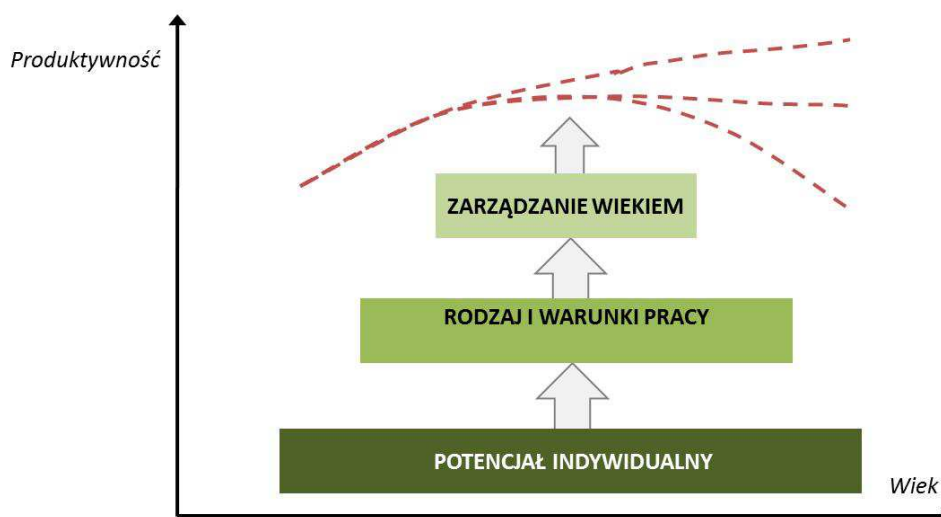 Produktywność
ZARZĄDZANIE WIEKIEM
RODZAJ I WARUNKI PRACY
POTENCJAŁ INDYWIDUALNY
Wiek